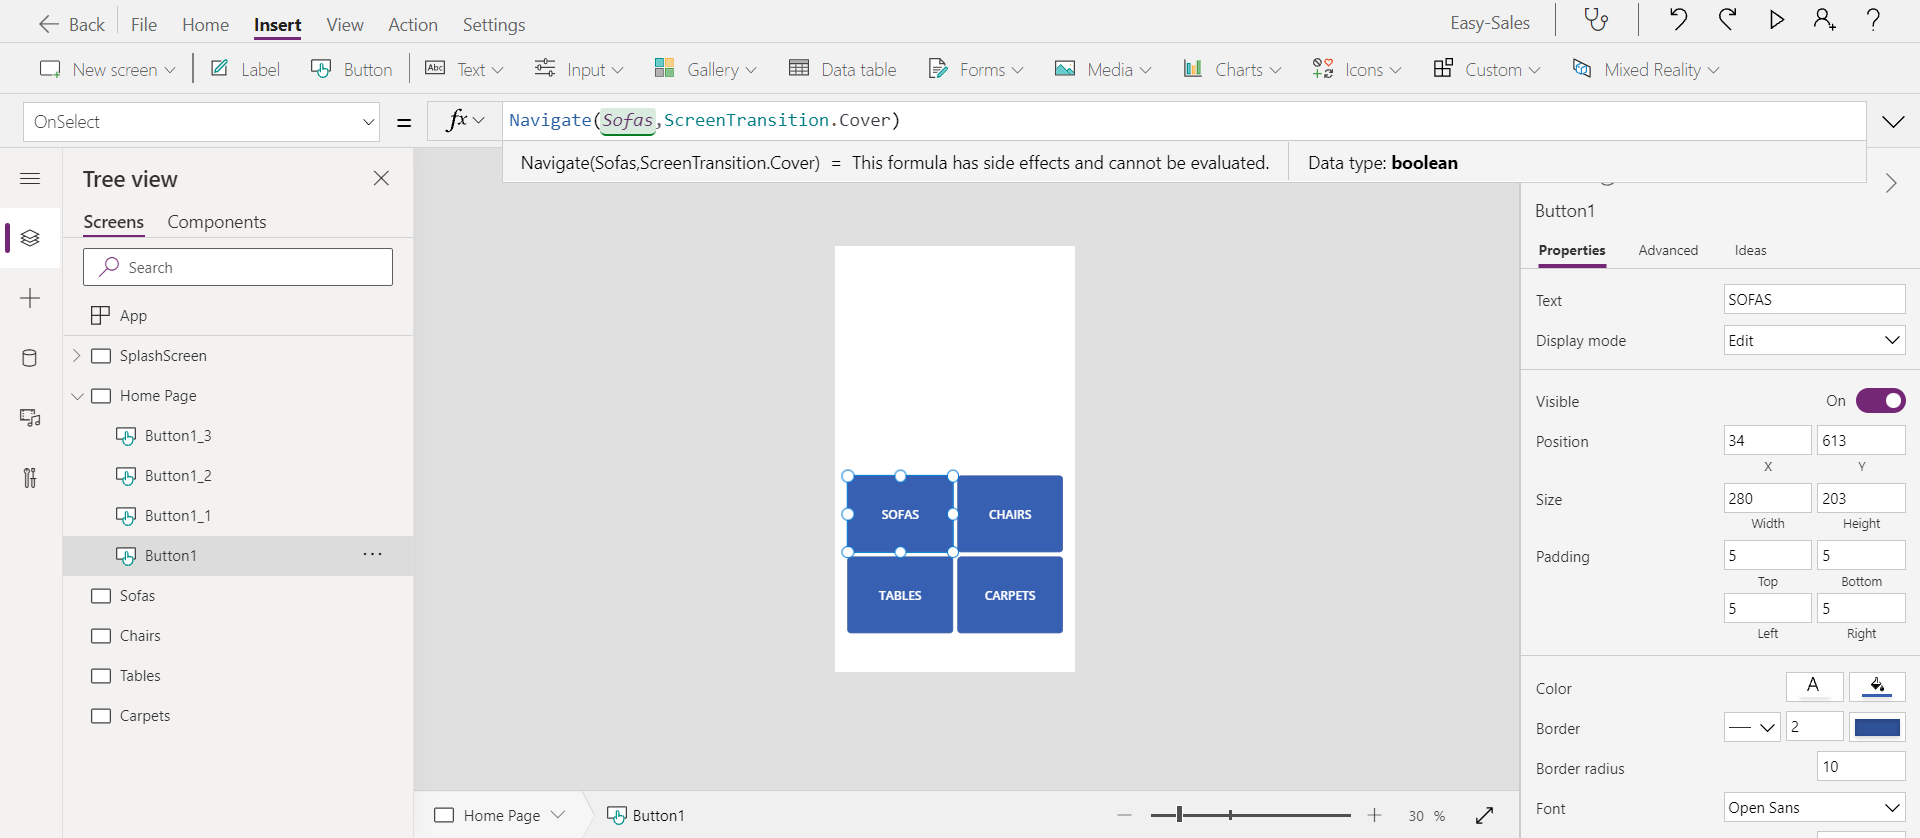 Back File Home Insert View Action Settings Easy-Sales
New screen Label Button Abc Text Input Gallery Data table Forms Media Charts Icons Custom Mixed Reality
OnSelect = fx Navigate(Sofas,ScreenTransition.Cover)
Navigate(Sofas,ScreenTransition.Cover) = This formula has side effects and cannot be evaluated. Data type: boolean
Tree view
Screens Components
Search
App
SplashScreen
Home Page
Button1_3
Button1_2
Button1_1
Button1 ...
Sofas
Chairs
Tables
Carpets
SOFAS CHAIRS
TABLES CARPETS
Home Page Button1 30 %
Button1
Properties Advanced Ideas
Text SOFAS
Display mode Edit
Visible On
Position 34 613
X Y
Size 280 203
Width Height
Padding 5 5
Top Bottom
5 5
Left Right
Color A
Border 2
Border radius 10
Font Open Sans